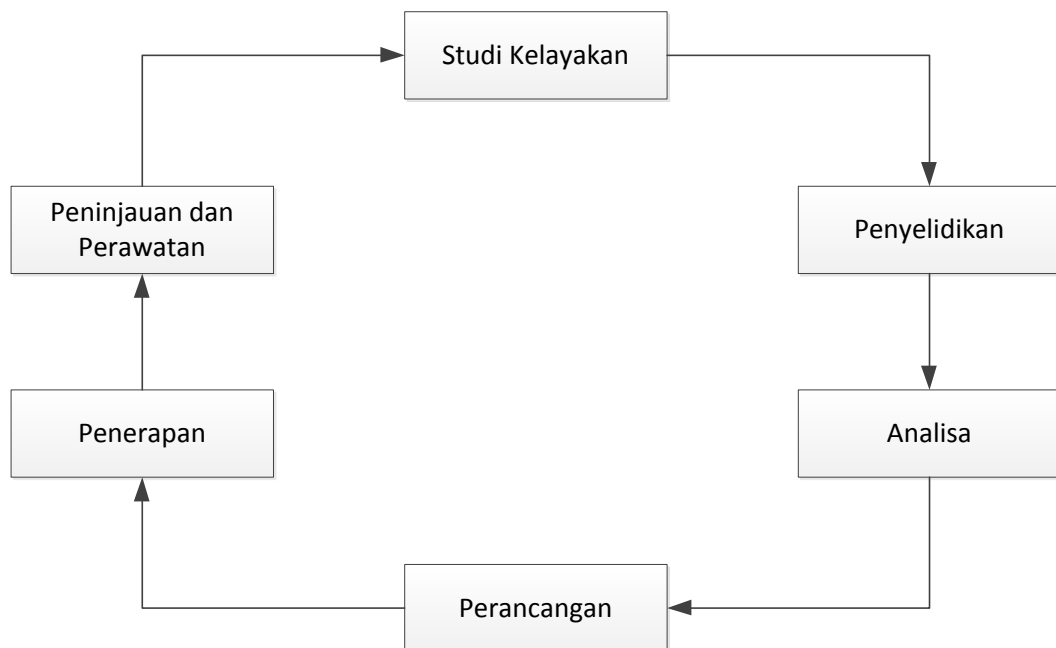 Studi Kelayakan
Penyelidikan
Analisa
Perancangan
Penerapan
Peninjauan dan
Perawatan